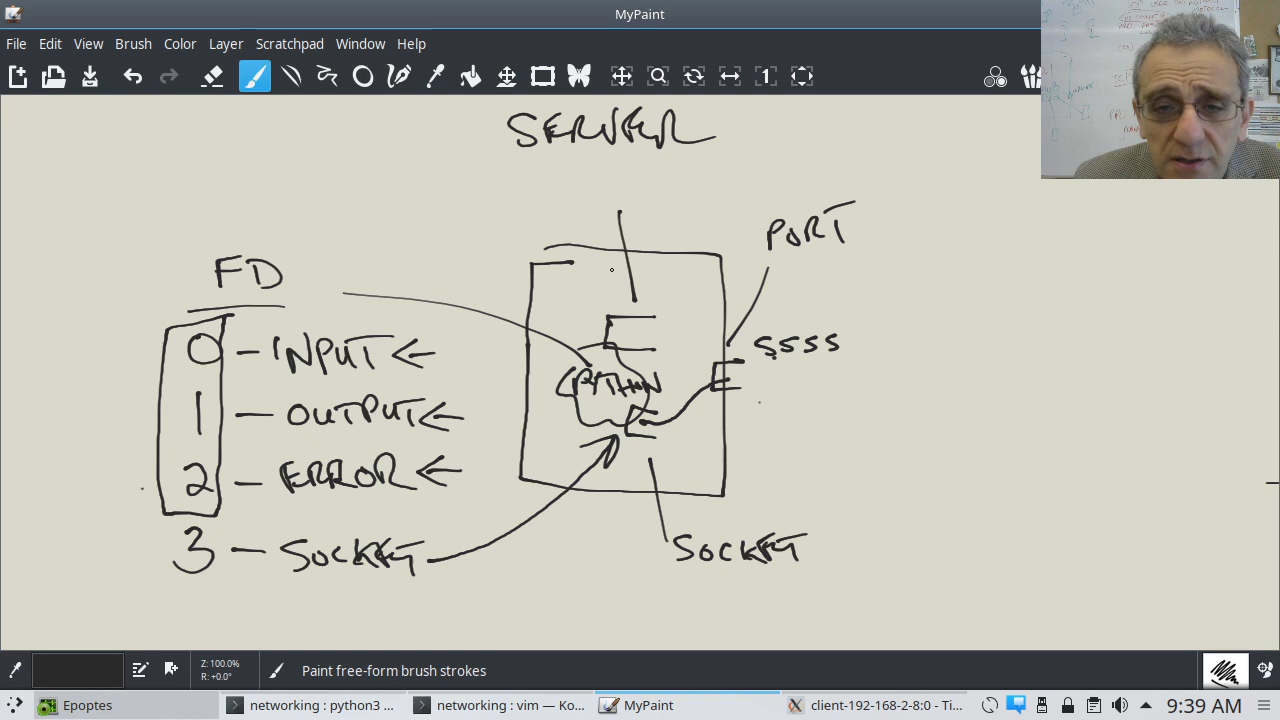 MyPaint
File Edit View Brush Color Layer Scratchpad Window Help
SERVER
PORT
FD
5555
0 - INPUT
PYTHON
1 - OUTPUT
2 - ERROR
3 - SOCKET
SOCKET
Z: 100.0%
R: +0.0°
Paint free-form brush strokes
Epoptes
networking : python3 ...
networking : vim — Ko...
MyPaint
client-192-168-2-8:0 - Ti...
9:39 AM